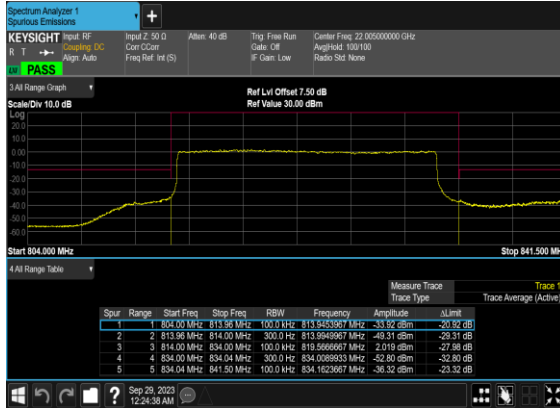 Spectrum Analyzer 1
Spurious Emissions
+
KEYSIGHT Input: RF Input Z: 50 Ω Atten: 40 dB Trig: Free Run Center Freq: 22.005000000 GHz
R T Coupling: DC Corr CCorr Gate: Off Avg|Hold: 100/100
Align: Auto Freq Ref: Int (S) IF Gain: Low Radio Std: None
PASS
3 All Range Graph
Ref Lvl Offset 7.50 dB
Scale/Div 10.0 dB Ref Value 30.00 dBm
Log
20.0
10.0
0.00
-10.0
-20.0
-30.0
-40.0
-50.0
-60.0
Start 804.000 MHz Stop 841.500 MH
4 All Range Table
Measure Trace Trace 1
Trace Type Trace Average (Active)
Spur Range Start Freq Stop Freq RBW Frequency Amplitude ΔLimit
1 1 804.00 MHz 813.96 MHz 100.0 kHz 813.9453967 MHz -33.92 dBm -20.92 dB
2 2 813.96 MHz 814.00 MHz 300.0 Hz 813.9949967 MHz -49.31 dBm -29.31 dB
3 3 814.00 MHz 834.00 MHz 100.0 kHz 819.5666667 MHz 2.019 dBm -27.98 dB
4 4 834.00 MHz 834.04 MHz 300.0 Hz 834.0089933 MHz -52.80 dBm -32.80 dB
5 5 834.04 MHz 841.50 MHz 100.0 kHz 834.1623667 MHz -36.32 dBm -23.32 dB
?
Sep 29, 2023
12:24:38 AM